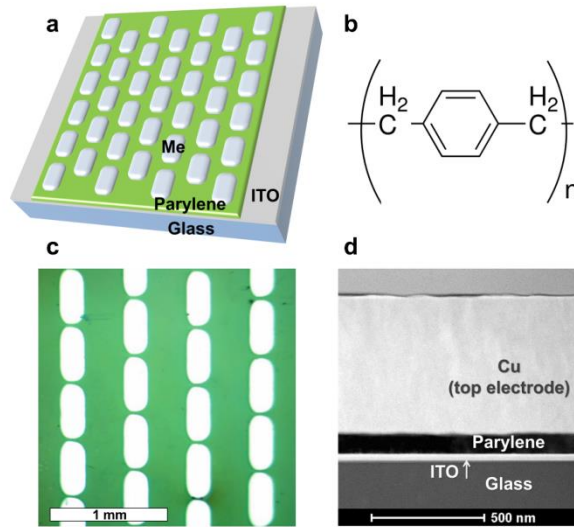 a
Me
ITO
Parylene
Glass
b
H2
C
H2
C
n
c
1 mm
d
Cu
(top electrode)
Parylene
ITO
Glass
500 nm